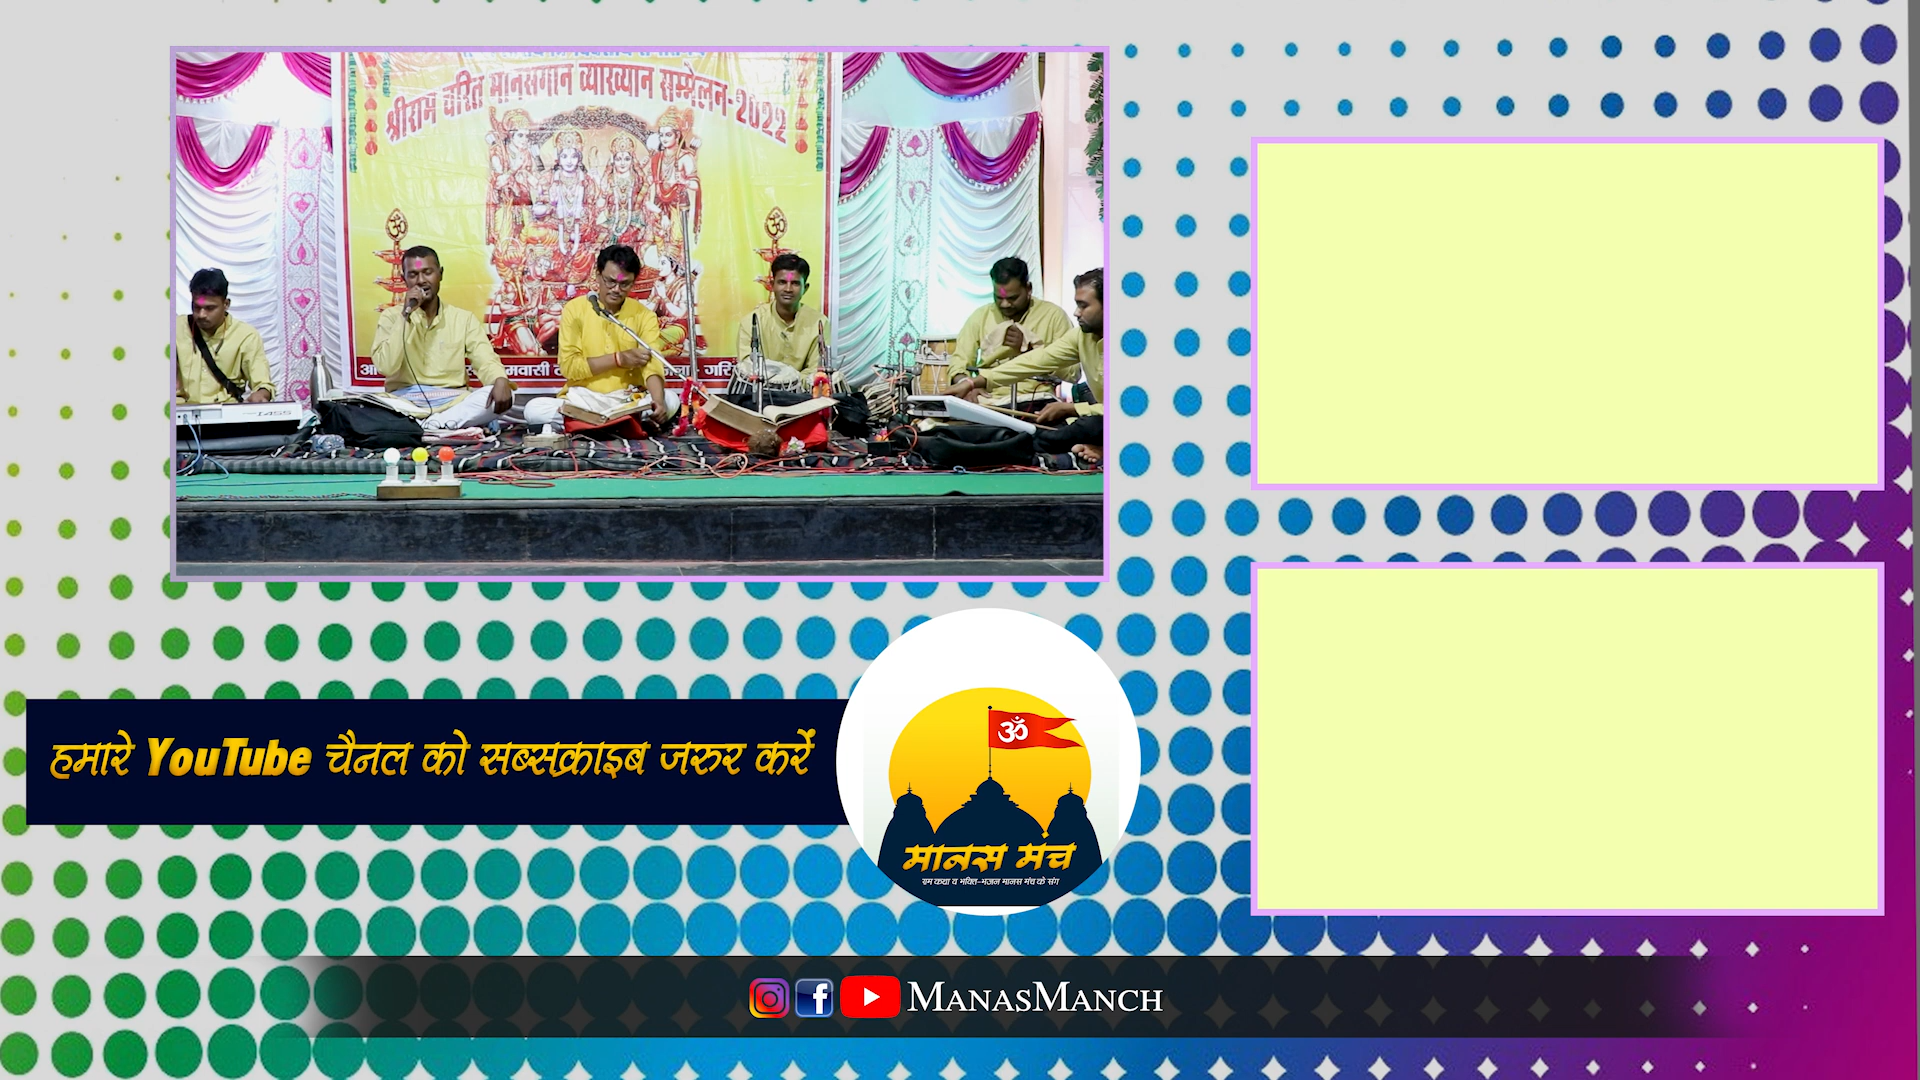 श्रीराम चरित मानसगान व्याख्यान सम्मेलन-2022
ॐ
ॐ
I455
हमारे YouTube चैनल को सब्सक्राइब जरुर करें
ॐ
मानस मंच
राम कथा व भक्ति-भजन मानस मंच के संग
MANASMANCH